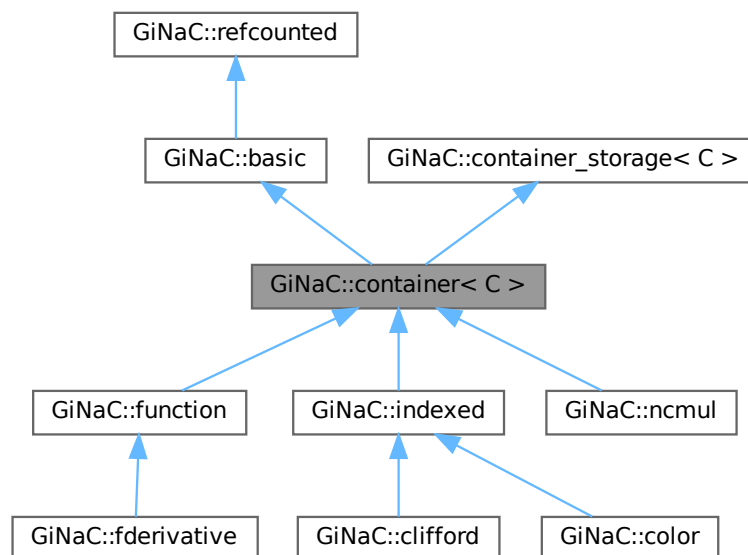 GiNaC::refcounted
GiNaC::basic
GiNaC::container_storage< C >
GiNaC::container< C >
GiNaC::function
GiNaC::indexed
GiNaC::ncmul
GiNaC::fderivative
GiNaC::clifford
GiNaC::color